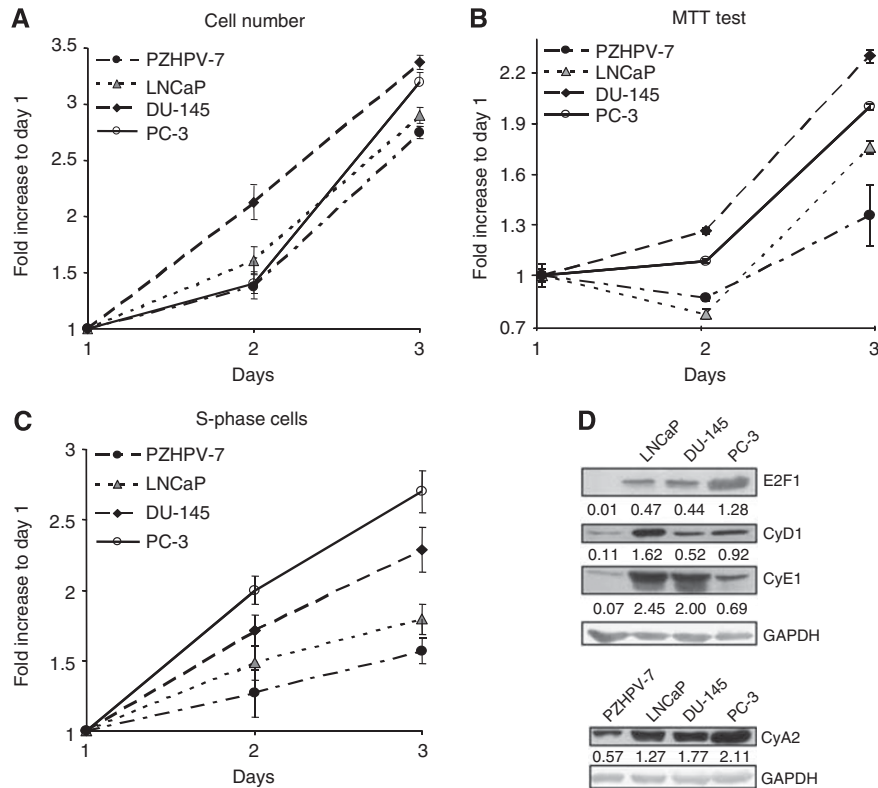 A
Cell number
Fold increase to day 1
3.5
3
2.5
2
1.5
1
PZHPV-7
LNCaP
DU-145
PC-3
1 2 3
Days
B
MTT test
Fold increase to day 1
2.2
1.9
1.6
1.3
1
0.7
PZHPV-7
LNCaP
DU-145
PC-3
1 2 3
Days
C
S-phase cells
Fold increase to day 1
3
2.5
2
1.5
1
PZHPV-7
LNCaP
DU-145
PC-3
1 2 3
Days
D
LNCaP DU-145 PC-3
E2F1
0.01 0.47 0.44 1.28
CyD1
0.11 1.62 0.52 0.92
CyE1
0.07 2.45 2.00 0.69
GAPDH
PZHPV-7 LNCaP DU-145 PC-3
CyA2
0.57 1.27 1.77 2.11
GAPDH